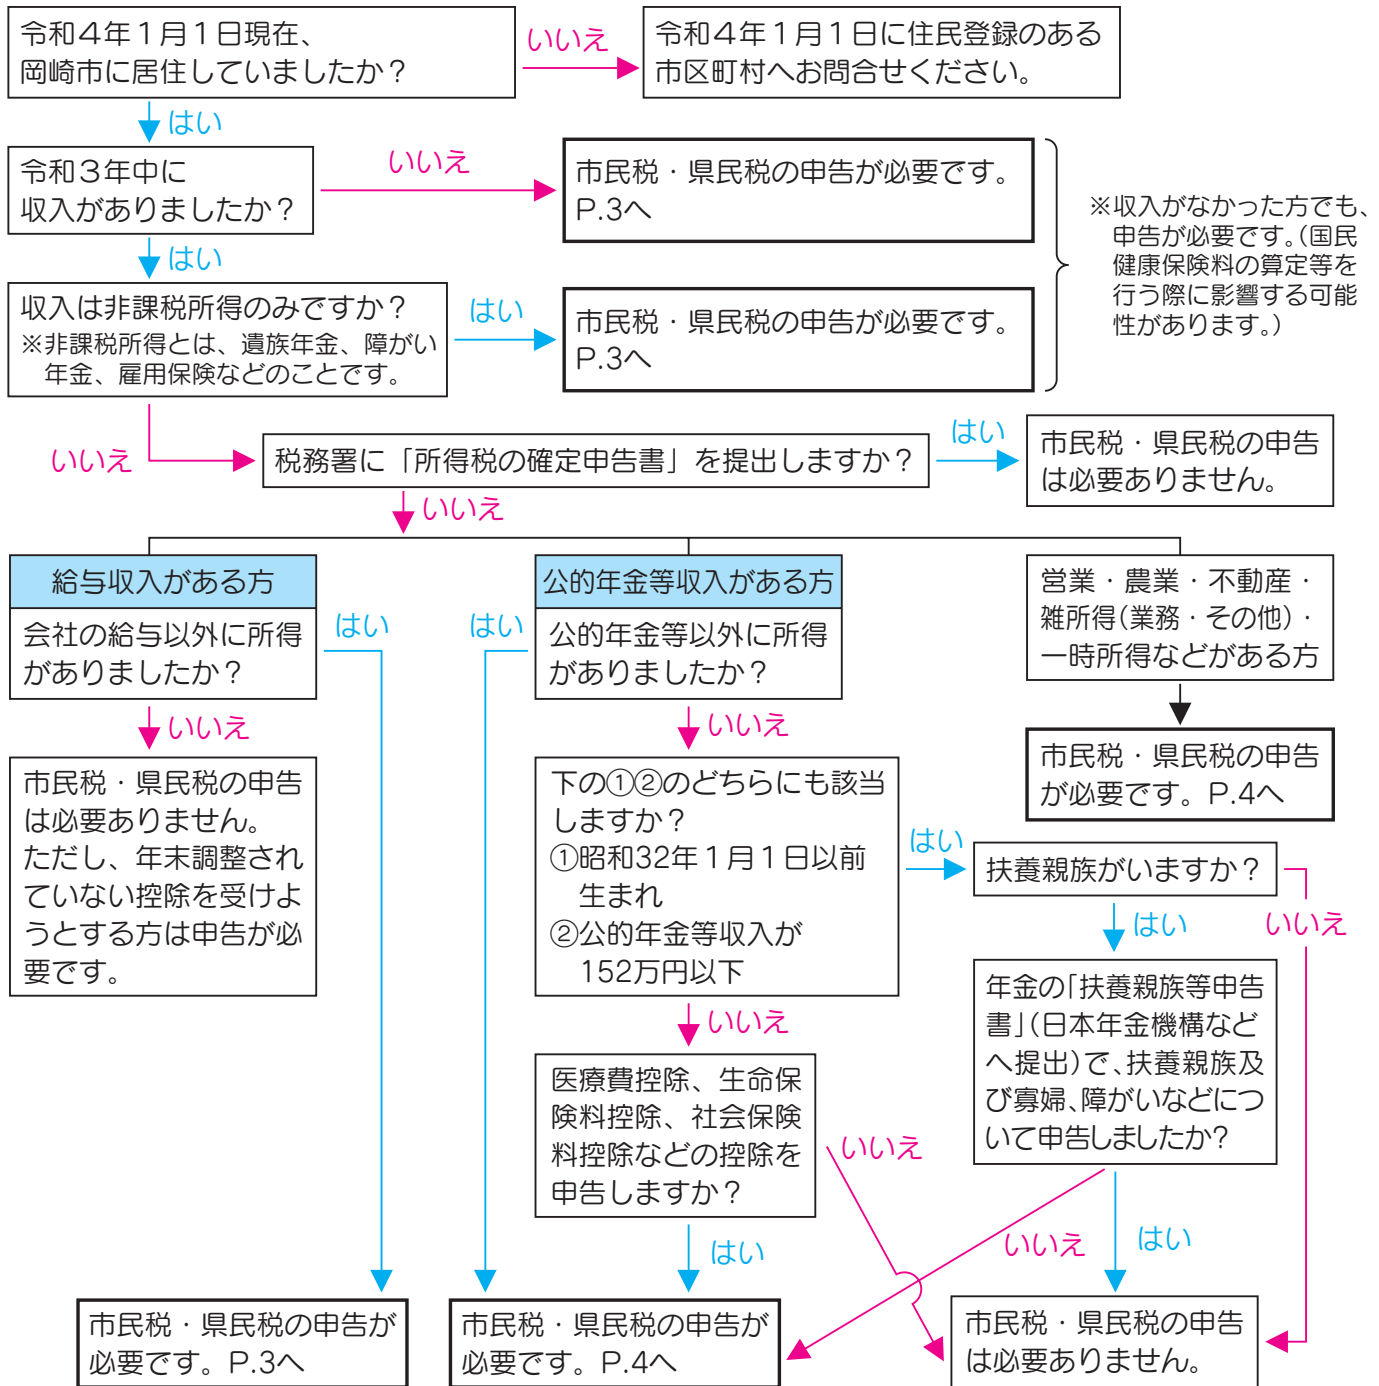 令和４年１月１日現在、
岡崎市に居住していましたか？
いいえ
令和４年１月１日に住民登録のある
市区町村へお問合せください。
はい
令和３年中に
収入がありましたか？
いいえ
市民税・県民税の申告が必要です。
P.3へ
※収入がなかった方でも、
申告が必要です。（国民
健康保険料の算定等を
行う際に影響する可能
性があります。）
はい
収入は非課税所得のみですか？
※非課税所得とは、遺族年金、障がい
年金、雇用保険などのことです。
はい
市民税・県民税の申告が必要です。
P.3へ
いいえ
税務署に「所得税の確定申告書」を提出しますか？
はい
市民税・県民税の申告
は必要ありません。
いいえ
給与収入がある方
会社の給与以外に所得
がありましたか？
はい
いいえ
市民税・県民税の申告
は必要ありません。
ただし、年末調整され
ていない控除を受けよ
うとする方は申告が必
要です。
公的年金等収入がある方
公的年金等以外に所得
がありましたか？
はい
いいえ
下の①②のどちらにも該当
しますか？
①昭和32年１月１日以前
生まれ
②公的年金等収入が
152万円以下
はい
いいえ
医療費控除、生命保
険料控除、社会保険
料控除などの控除を
申告しますか？
いいえ
はい
営業・農業・不動産・
雑所得（業務・その他）・
一時所得などがある方
市民税・県民税の申告
が必要です。P.4へ
扶養親族がいますか？
はい
いいえ
年金の「扶養親族等申告
書」（日本年金機構など
へ提出）で、扶養親族及
び寡婦、障がいなどにつ
いて申告しましたか？
いいえ
はい
市民税・県民税の申告が
必要です。P.3へ
市民税・県民税の申告が
必要です。P.4へ
市民税・県民税の申告
は必要ありません。